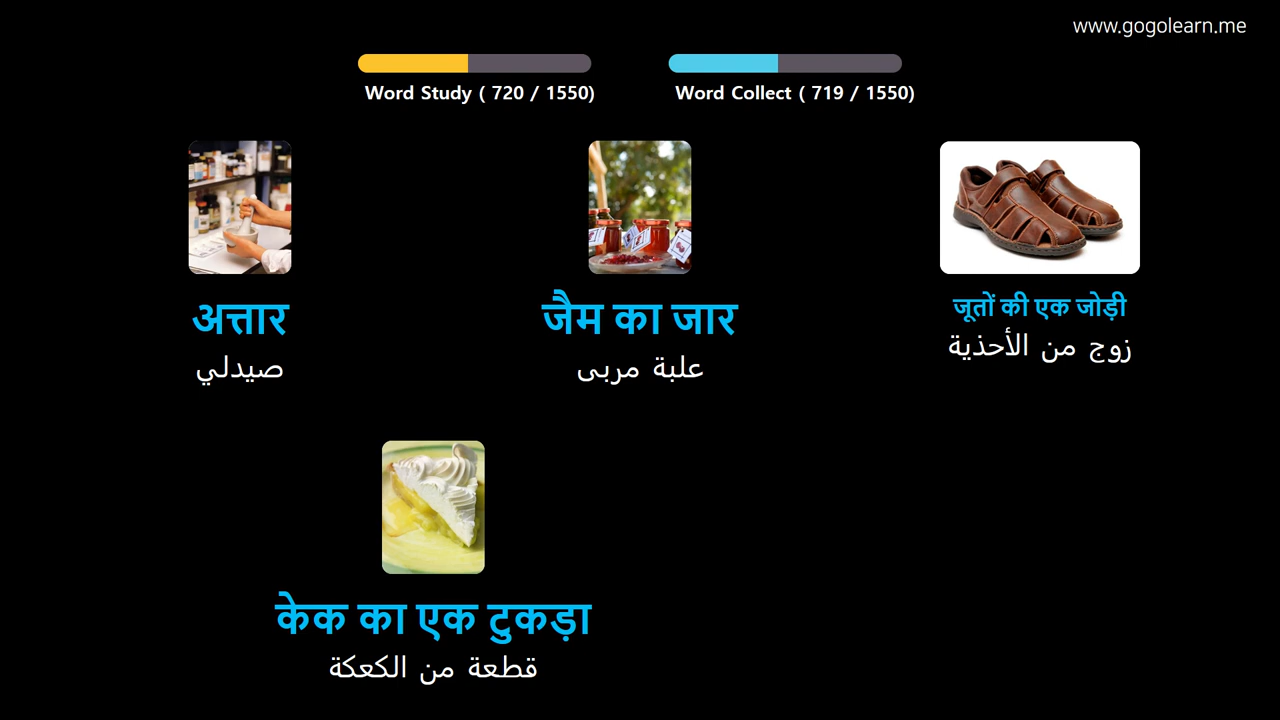 www.gogolearn.me
Word Study ( 720 / 1550)
Word Collect ( 719 / 1550)
अत्तार
صيدلي
जैम का जार
علبة مربى
जूतों की एक जोड़ी
زوج من الأحذية
केक का एक टुकड़ा
قطعة من الكعكة